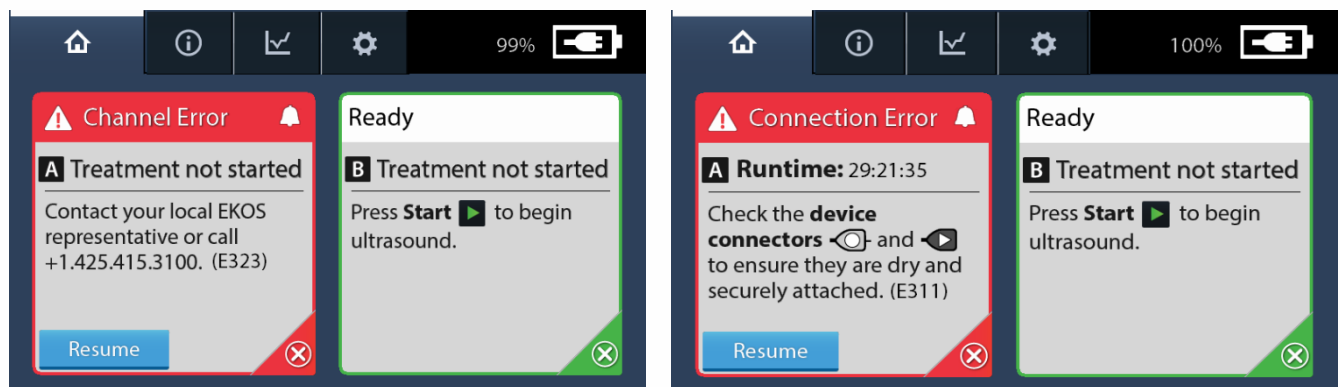 99%
Channel Error
A Treatment not started
Contact your local EKOS
representative or call
+1.425.415.3100. (E323)
Resume
Ready
B Treatment not started
Press Start to begin
ultrasound.
100%
Connection Error
A Runtime: 29:21:35
Check the device
connectors and
to ensure they are dry and
securely attached. (E311)
Resume
Ready
B Treatment not started
Press Start to begin
ultrasound.